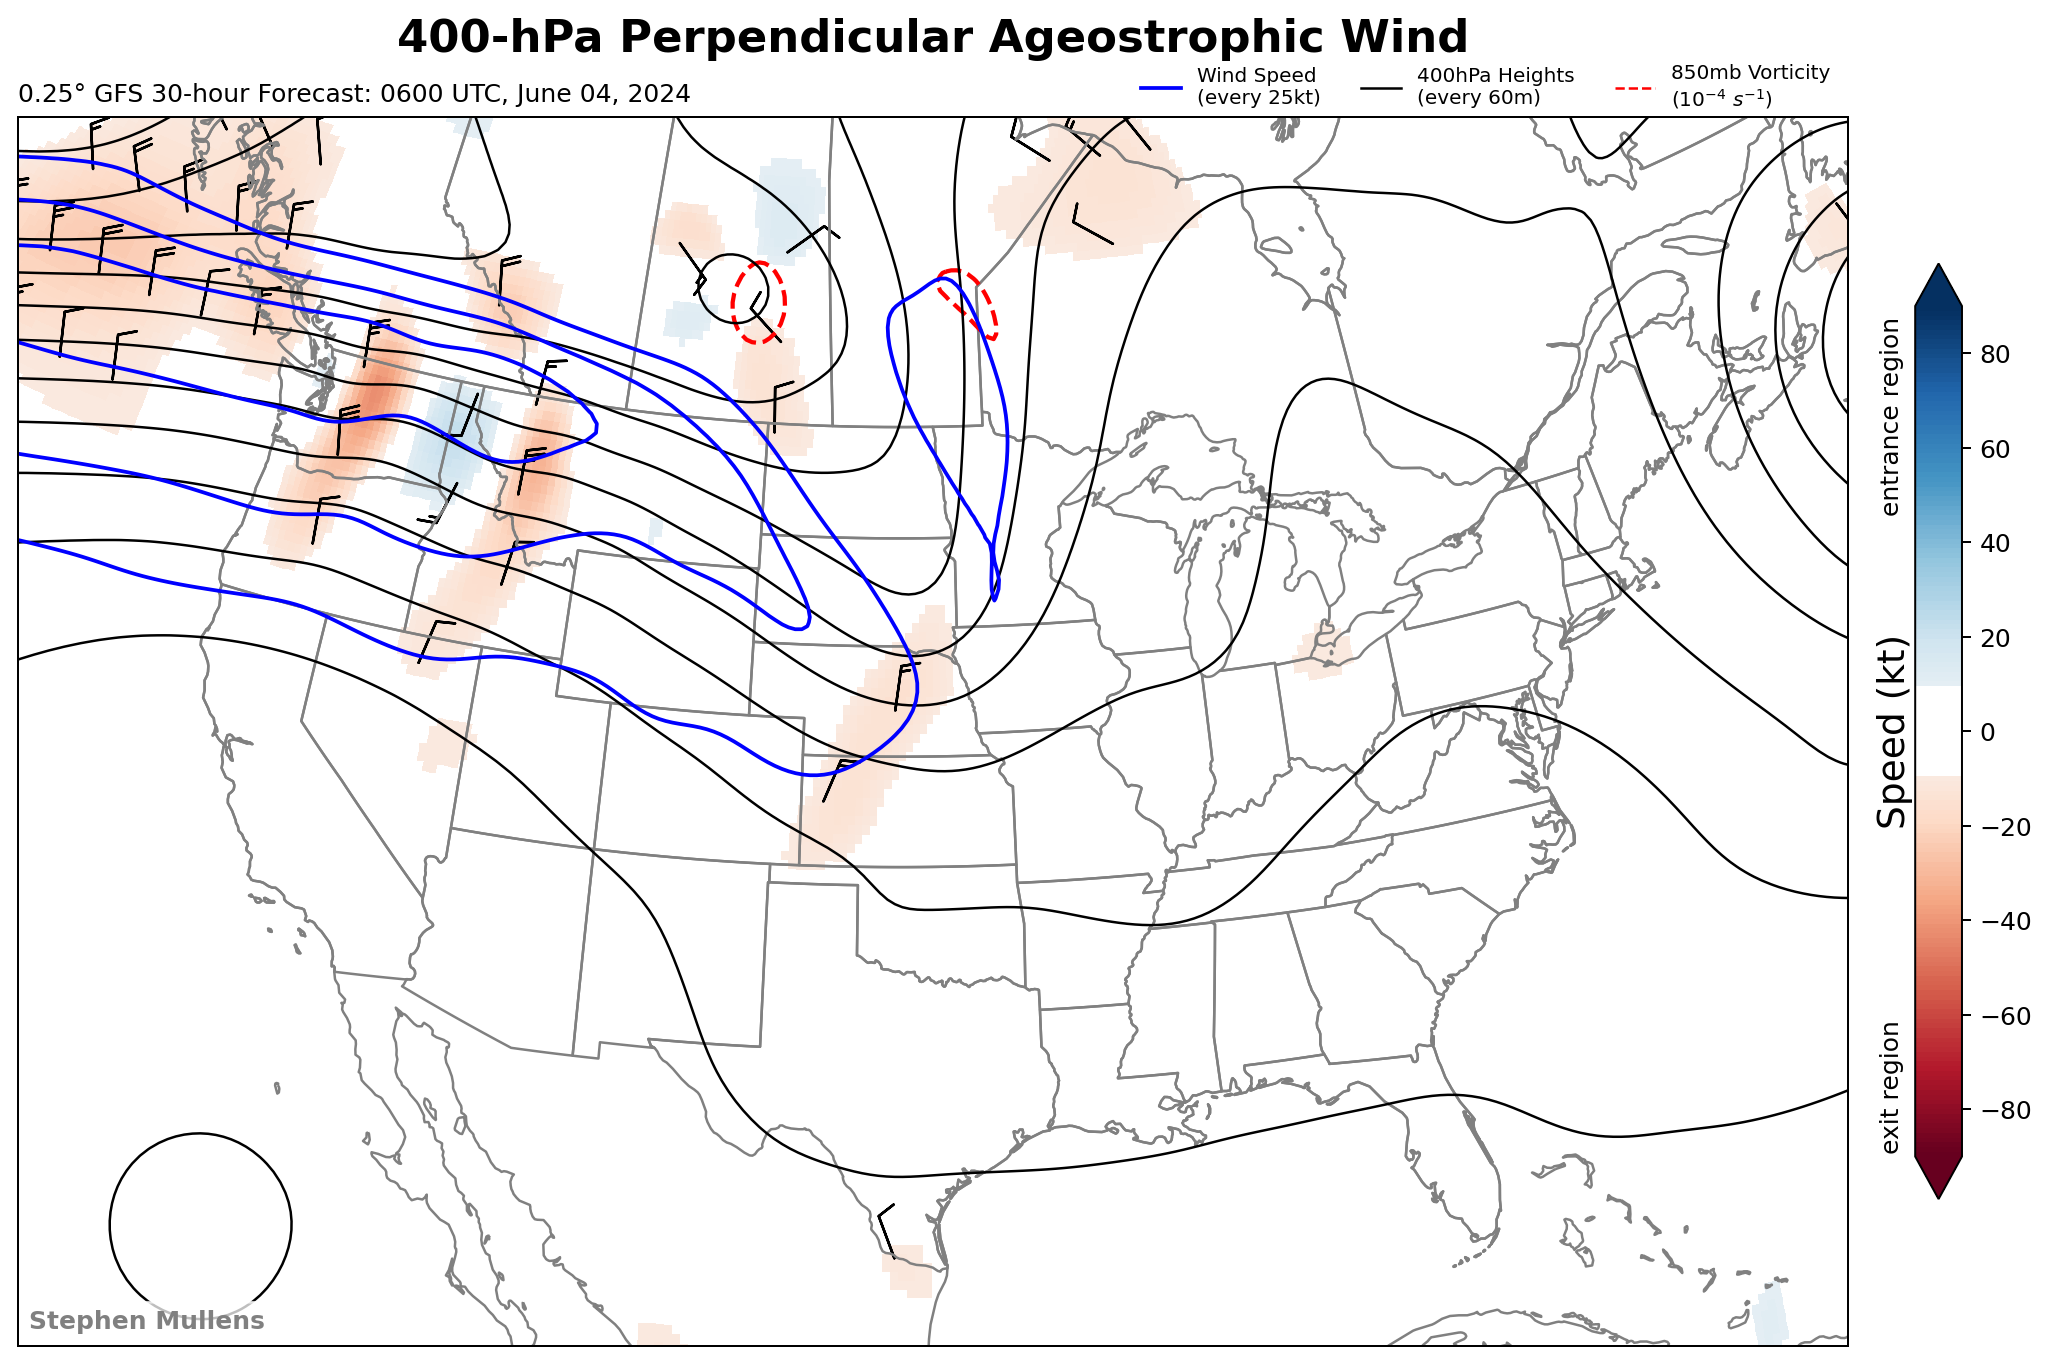 400-hPa Perpendicular Ageostrophic Wind
0.25° GFS 30-hour Forecast: 0600 UTC, June 04, 2024
Wind Speed
(every 25kt)
400hPa Heights
(every 60m)
850mb Vorticity
(10⁻⁴ s⁻¹)
entrance region
Speed (kt)
exit region
80
60
40
20
0
−20
−40
−60
−80
Stephen Mullens